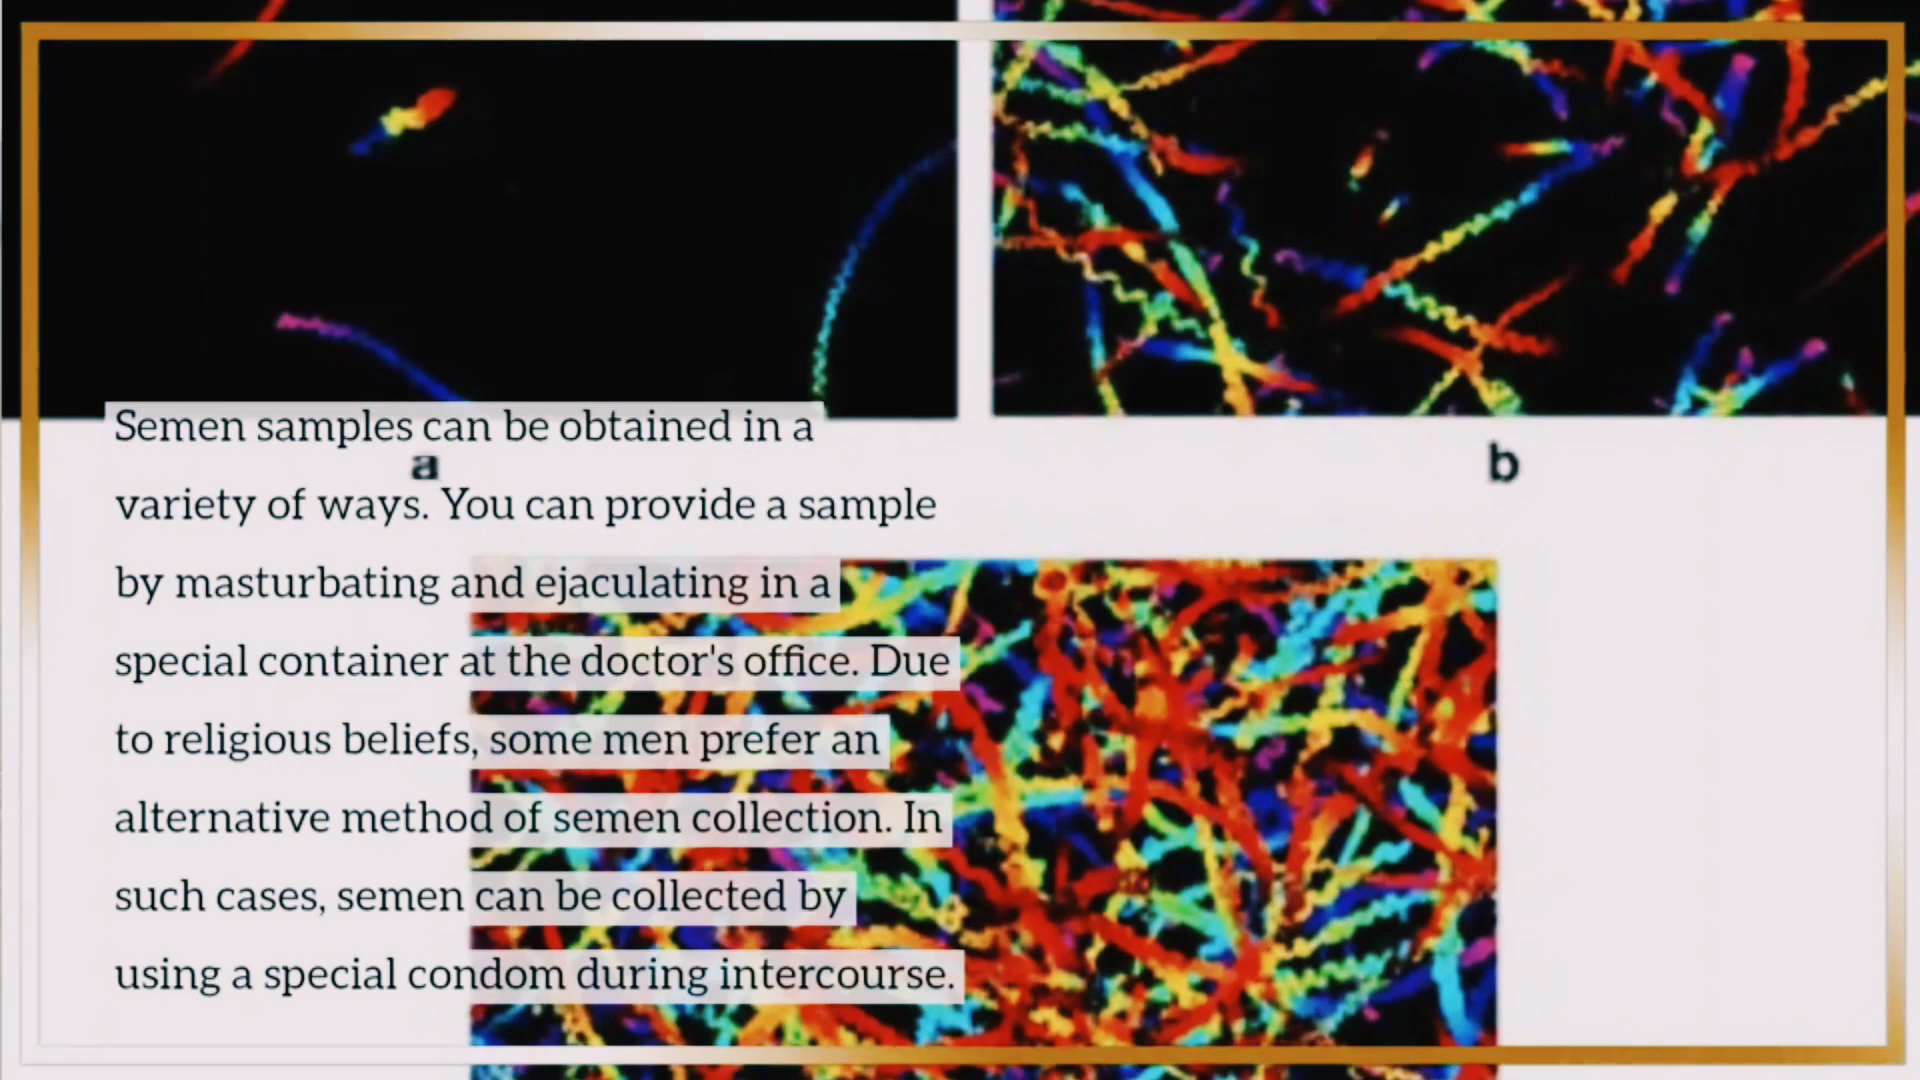 Semen samples can be obtained in a
a
b
variety of ways. You can provide a sample
by masturbating and ejaculating in a
special container at the doctor's office. Due
to religious beliefs, some men prefer an
alternative method of semen collection. In
such cases, semen can be collected by
using a special condom during intercourse.